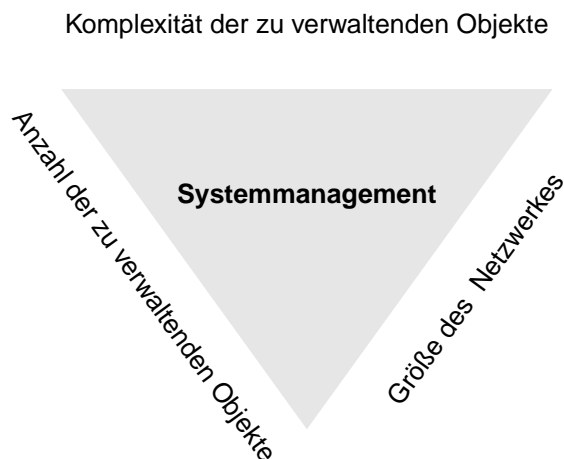 Komplexität der zu verwaltenden Objekte
Systemmanagement
Anzahl der zu verwaltenden Objekte
Größe des Netzwerkes